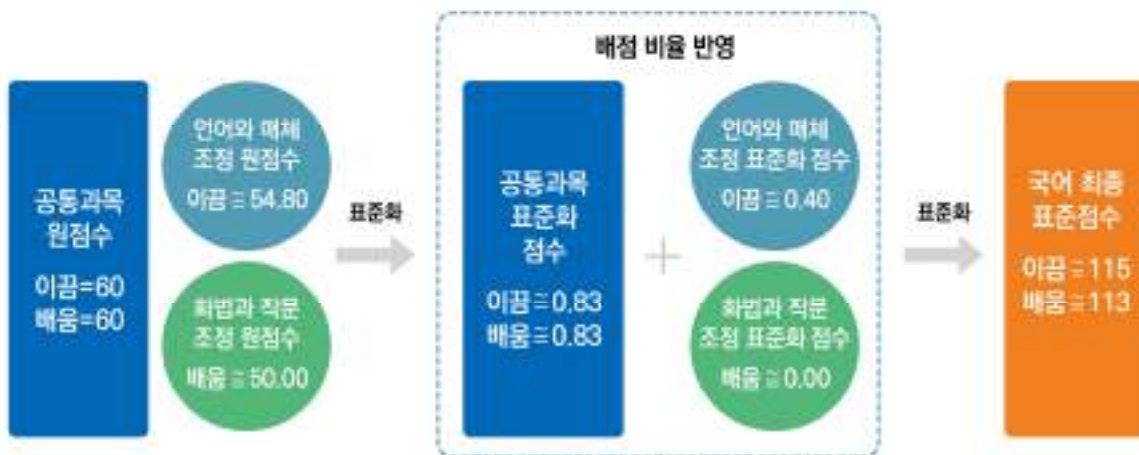 배점 비율 반영
공통과목
원점수
이끔=60
배움=60
언어와 매체
조정 원점수
이끔≅54.80
화법과 작문
조정 원점수
배움≅50.00
표준화
공통과목
표준화
점수
이끔≅0.83
배움≅0.83
+
언어와 매체
조정 표준화 점수
이끔≅0.40
화법과 작문
조정 표준화 점수
배움≅0.00
표준화
국어 최종
표준점수
이끔≅115
배움≅113